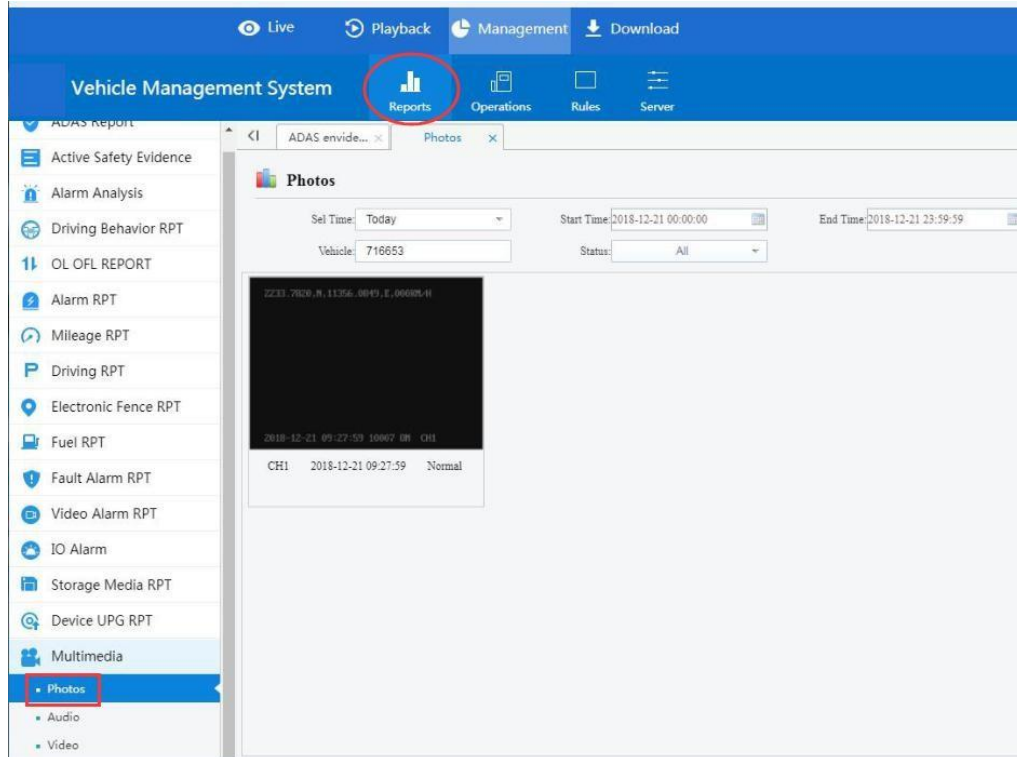 Live Playback Management Download
Vehicle Management System
Reports Operations Rules Server
ADAS Report
Active Safety Evidence
Alarm Analysis
Driving Behavior RPT
OL OFL REPORT
Alarm RPT
Mileage RPT
Driving RPT
Electronic Fence RPT
Fuel RPT
Fault Alarm RPT
Video Alarm RPT
IO Alarm
Storage Media RPT
Device UPG RPT
Multimedia
Photos
Audio
Video
ADAS envide... Photos
Photos
Sel Time: Today Start Time: 2018-12-21 00:00:00 End Time: 2018-12-21 23:59:59
Vehicle: 716653 Status: All
2233.7820,N,11356.0049,E,000KM/H
2018-12-21 09:27:59 10007 CH1
CH1 2018-12-21 09:27:59 Normal